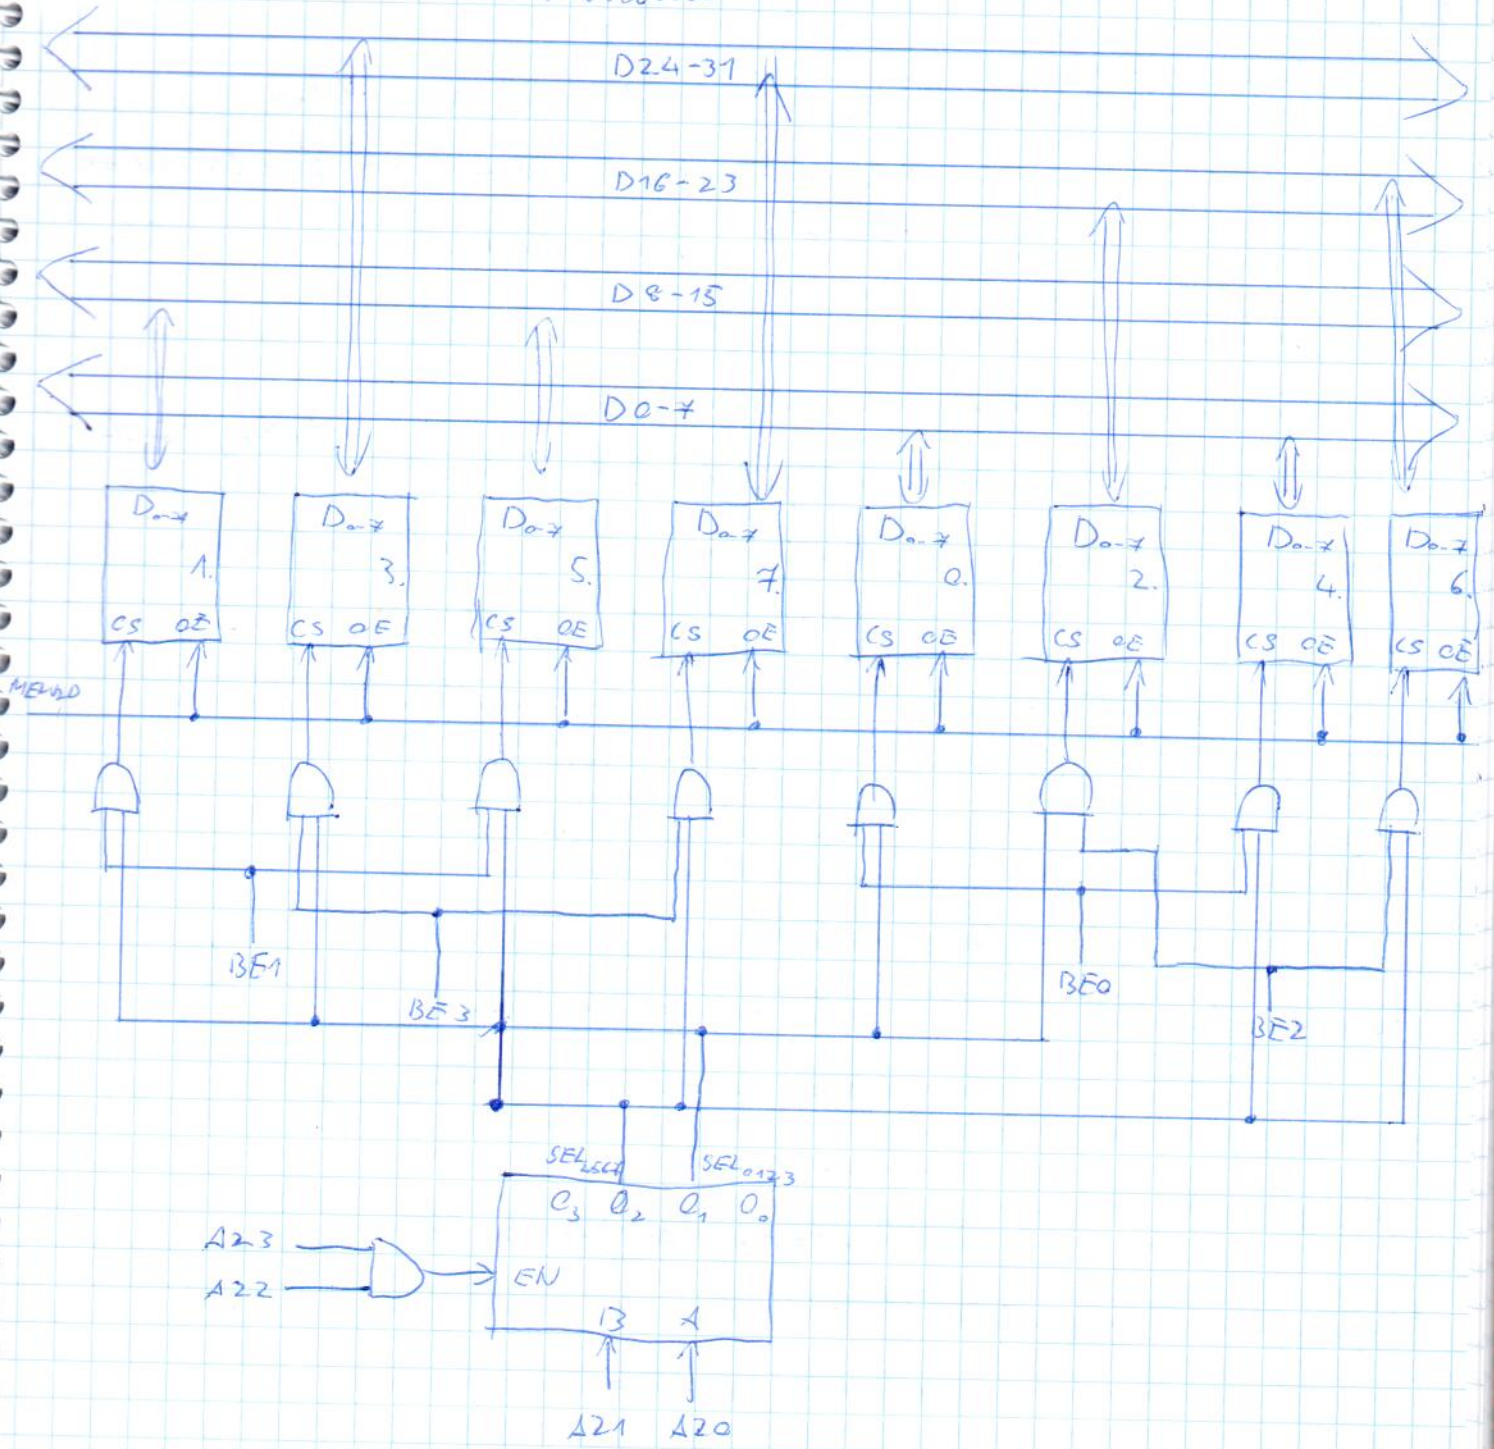 D24-31
D16-23
D8-15
D0-7
D0-7 D0-7 D0-7 D0-7 D0-7 D0-7 D0-7 D0-7
1. 3. 5. 7. 0. 2. 4. 6.
CS OE CS OE CS OE CS OE CS OE CS OE CS OE CS OE
BE1 BE3 BE0 BE2
SEL4567 SEL0123
O3 O2 O1 O0
A23
A22
EN
B A
A21 A20